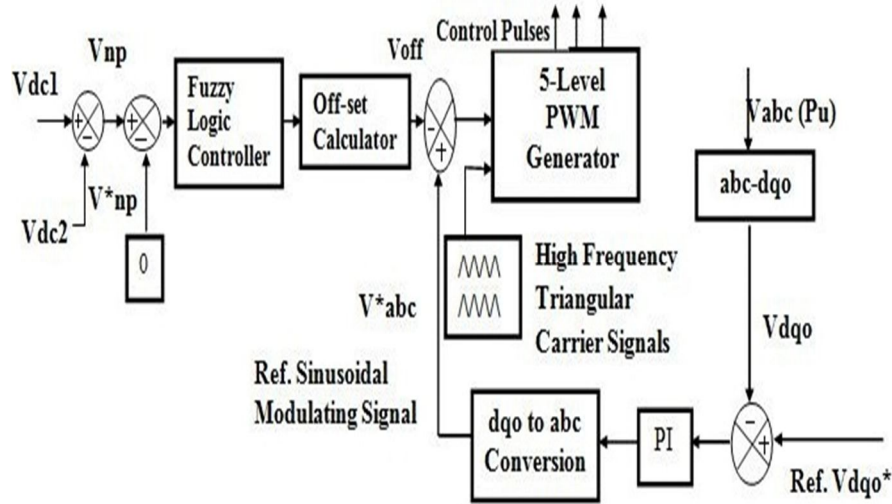 Vnp
Vdc1
Vdc2
V*np
0
Fuzzy
Logic
Controller
Off-set
Calculator
Voff
Control Pulses
5-Level
PWM
Generator
Vabc (Pu)
abc-dqo
High Frequency
Triangular
Carrier Signals
V*abc
Vdqo
Ref. Sinusoidal
Modulating Signal
dqo to abc
Conversion
PI
Ref. Vdqo*